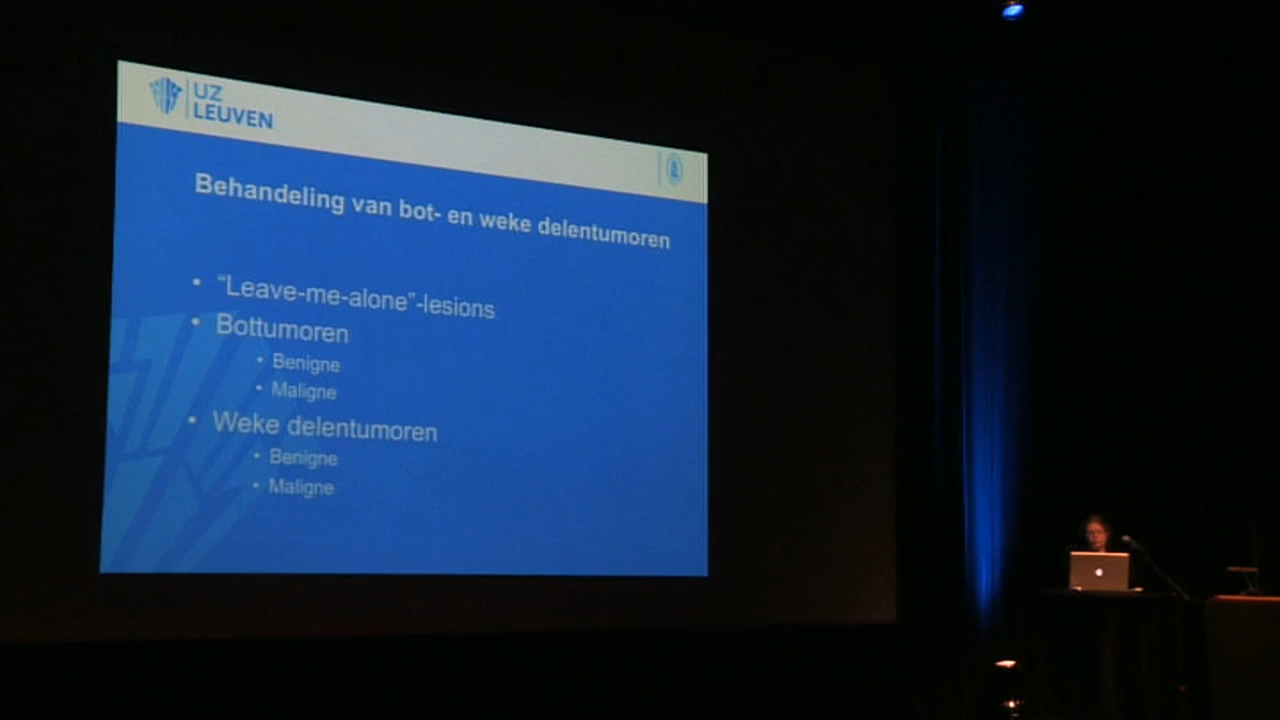 UZ
LEUVEN
Behandeling van bot- en weke delentumoren
• “Leave-me-alone”-lesions
• Bottumoren
• Benigne
• Maligne
• Weke delentumoren
• Benigne
• Maligne